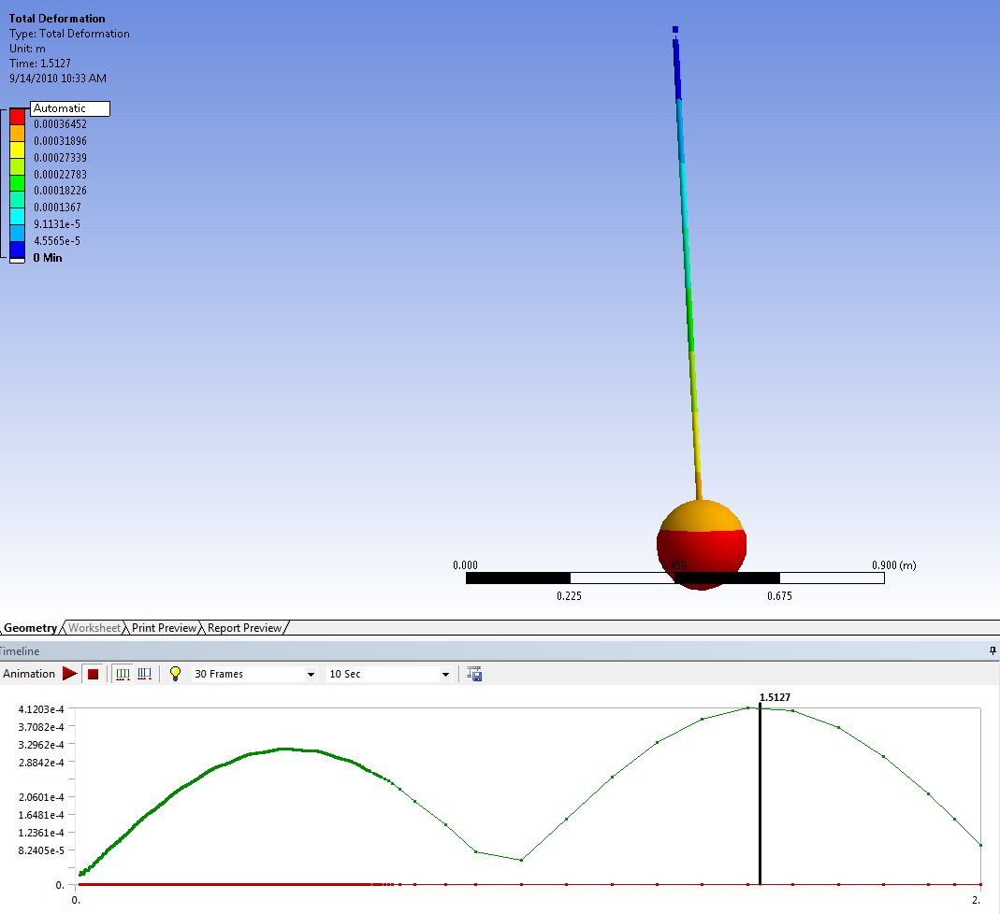 Total Deformation
Type: Total Deformation
Unit: m
Time: 1.5127
9/14/2010 10:33 AM
Automatic
0.00036452
0.00031896
0.00027339
0.00022783
0.00018226
0.0001367
9.1131e-5
4.5565e-5
0 Min
0.000
450
0.900 (m)
0.225
0.675
Geometry Worksheet Print Preview Report Preview
Timeline
Animation 30 Frames 10 Sec
1.5127
4.1203e-4
3.7082e-4
3.2962e-4
2.8842e-4
2.0601e-4
1.6481e-4
1.2361e-4
8.2405e-5
0.
0.
2.